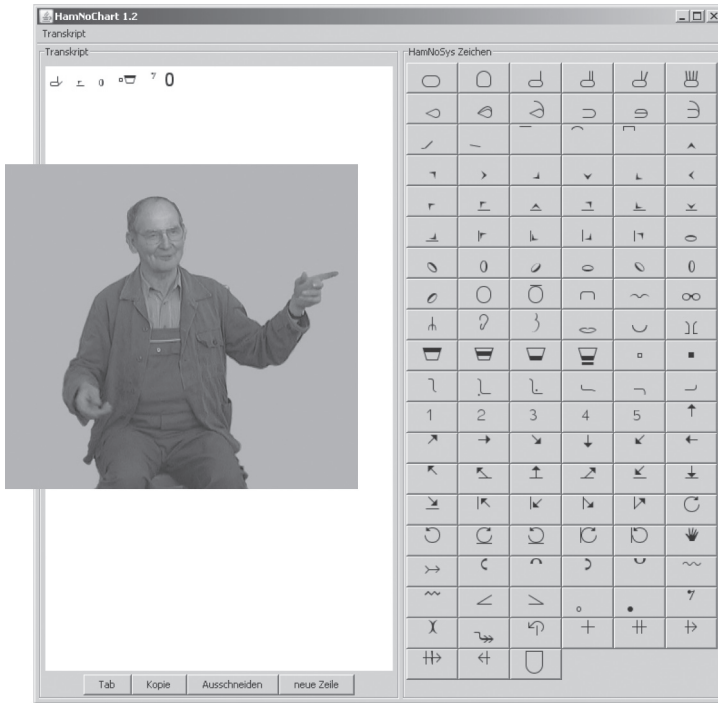 HamNoChart 1.2
Transkript
Transkript
HamNoSys Zeichen
1 2 3 4 5
Tab Kopie Ausschneiden neue Zeile